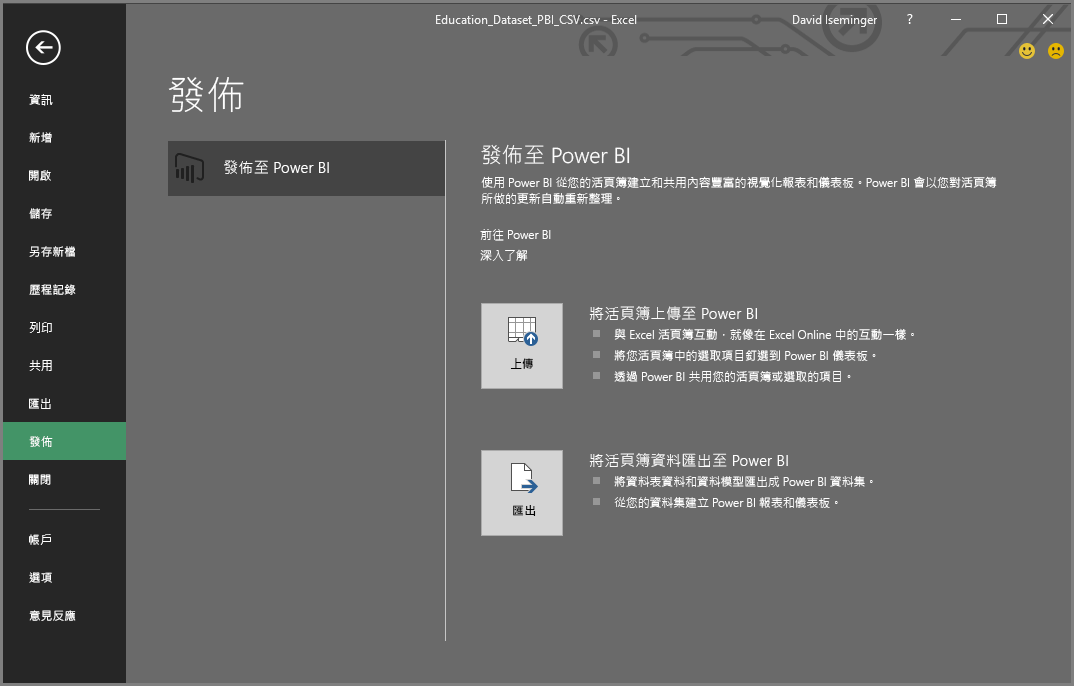 Education_Dataset_PBI_CSV.csv - Excel
David Iseminger
?
資訊
新增
開啟
儲存
另存新檔
歷程記錄
列印
共用
匯出
發佈
關閉
帳戶
選項
意見反應
發佈
發佈至 Power BI
發佈至 Power BI
使用 Power BI 從您的活頁簿建立和共用內容豐富的視覺化報表和儀表板。Power BI 會以您對活頁簿
所做的更新自動重新整理。
前往 Power BI
深入了解
上傳
將活頁簿上傳至 Power BI
與 Excel 活頁簿互動，就像在 Excel Online 中的互動一樣。
將您活頁簿中的選取項目釘選到 Power BI 儀表板。
透過 Power BI 共用您的活頁簿或選取的項目。
匯出
將活頁簿資料匯出至 Power BI
將資料表資料和資料模型匯出成 Power BI 資料集。
從您的資料集建立 Power BI 報表和儀表板。